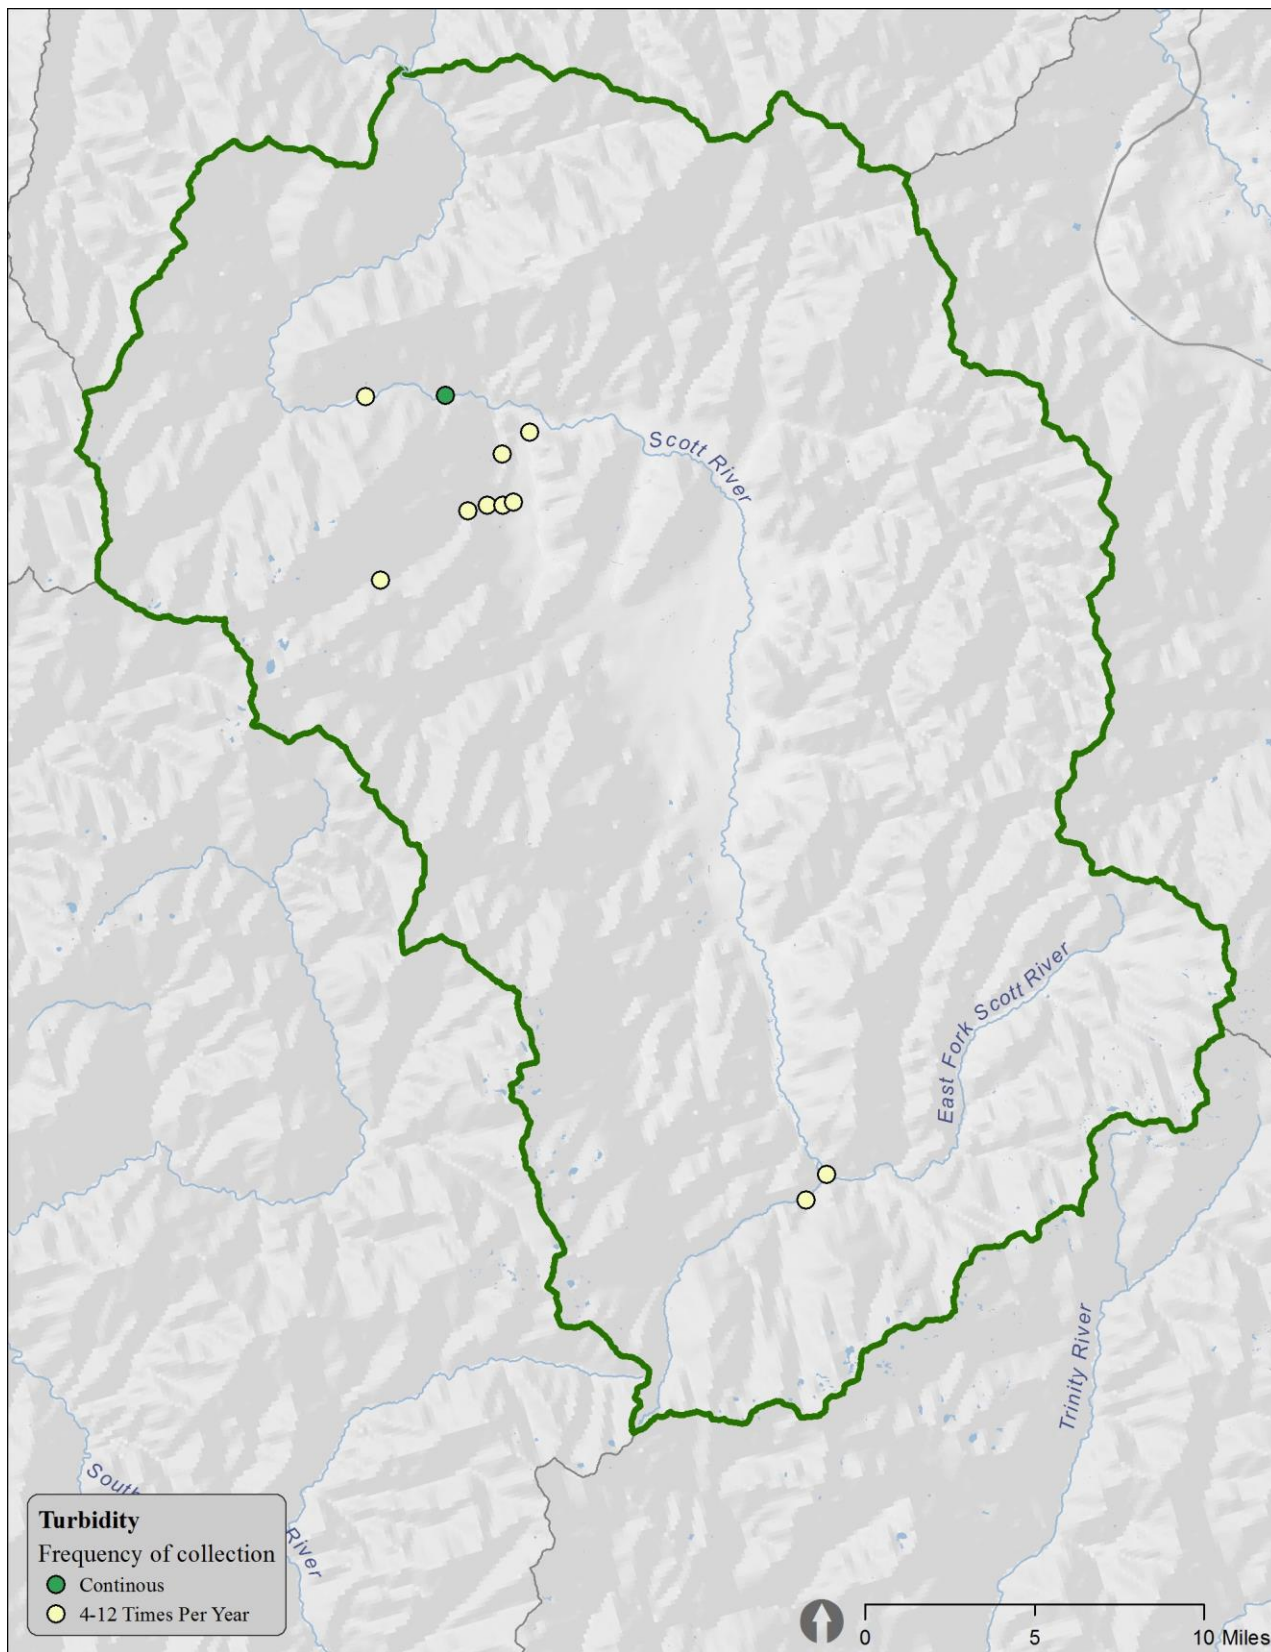 Scott River
East Fork Scott River
Trinity River
South
River
Turbidity
Frequency of collection
Continous
4-12 Times Per Year
0 5 10 Miles